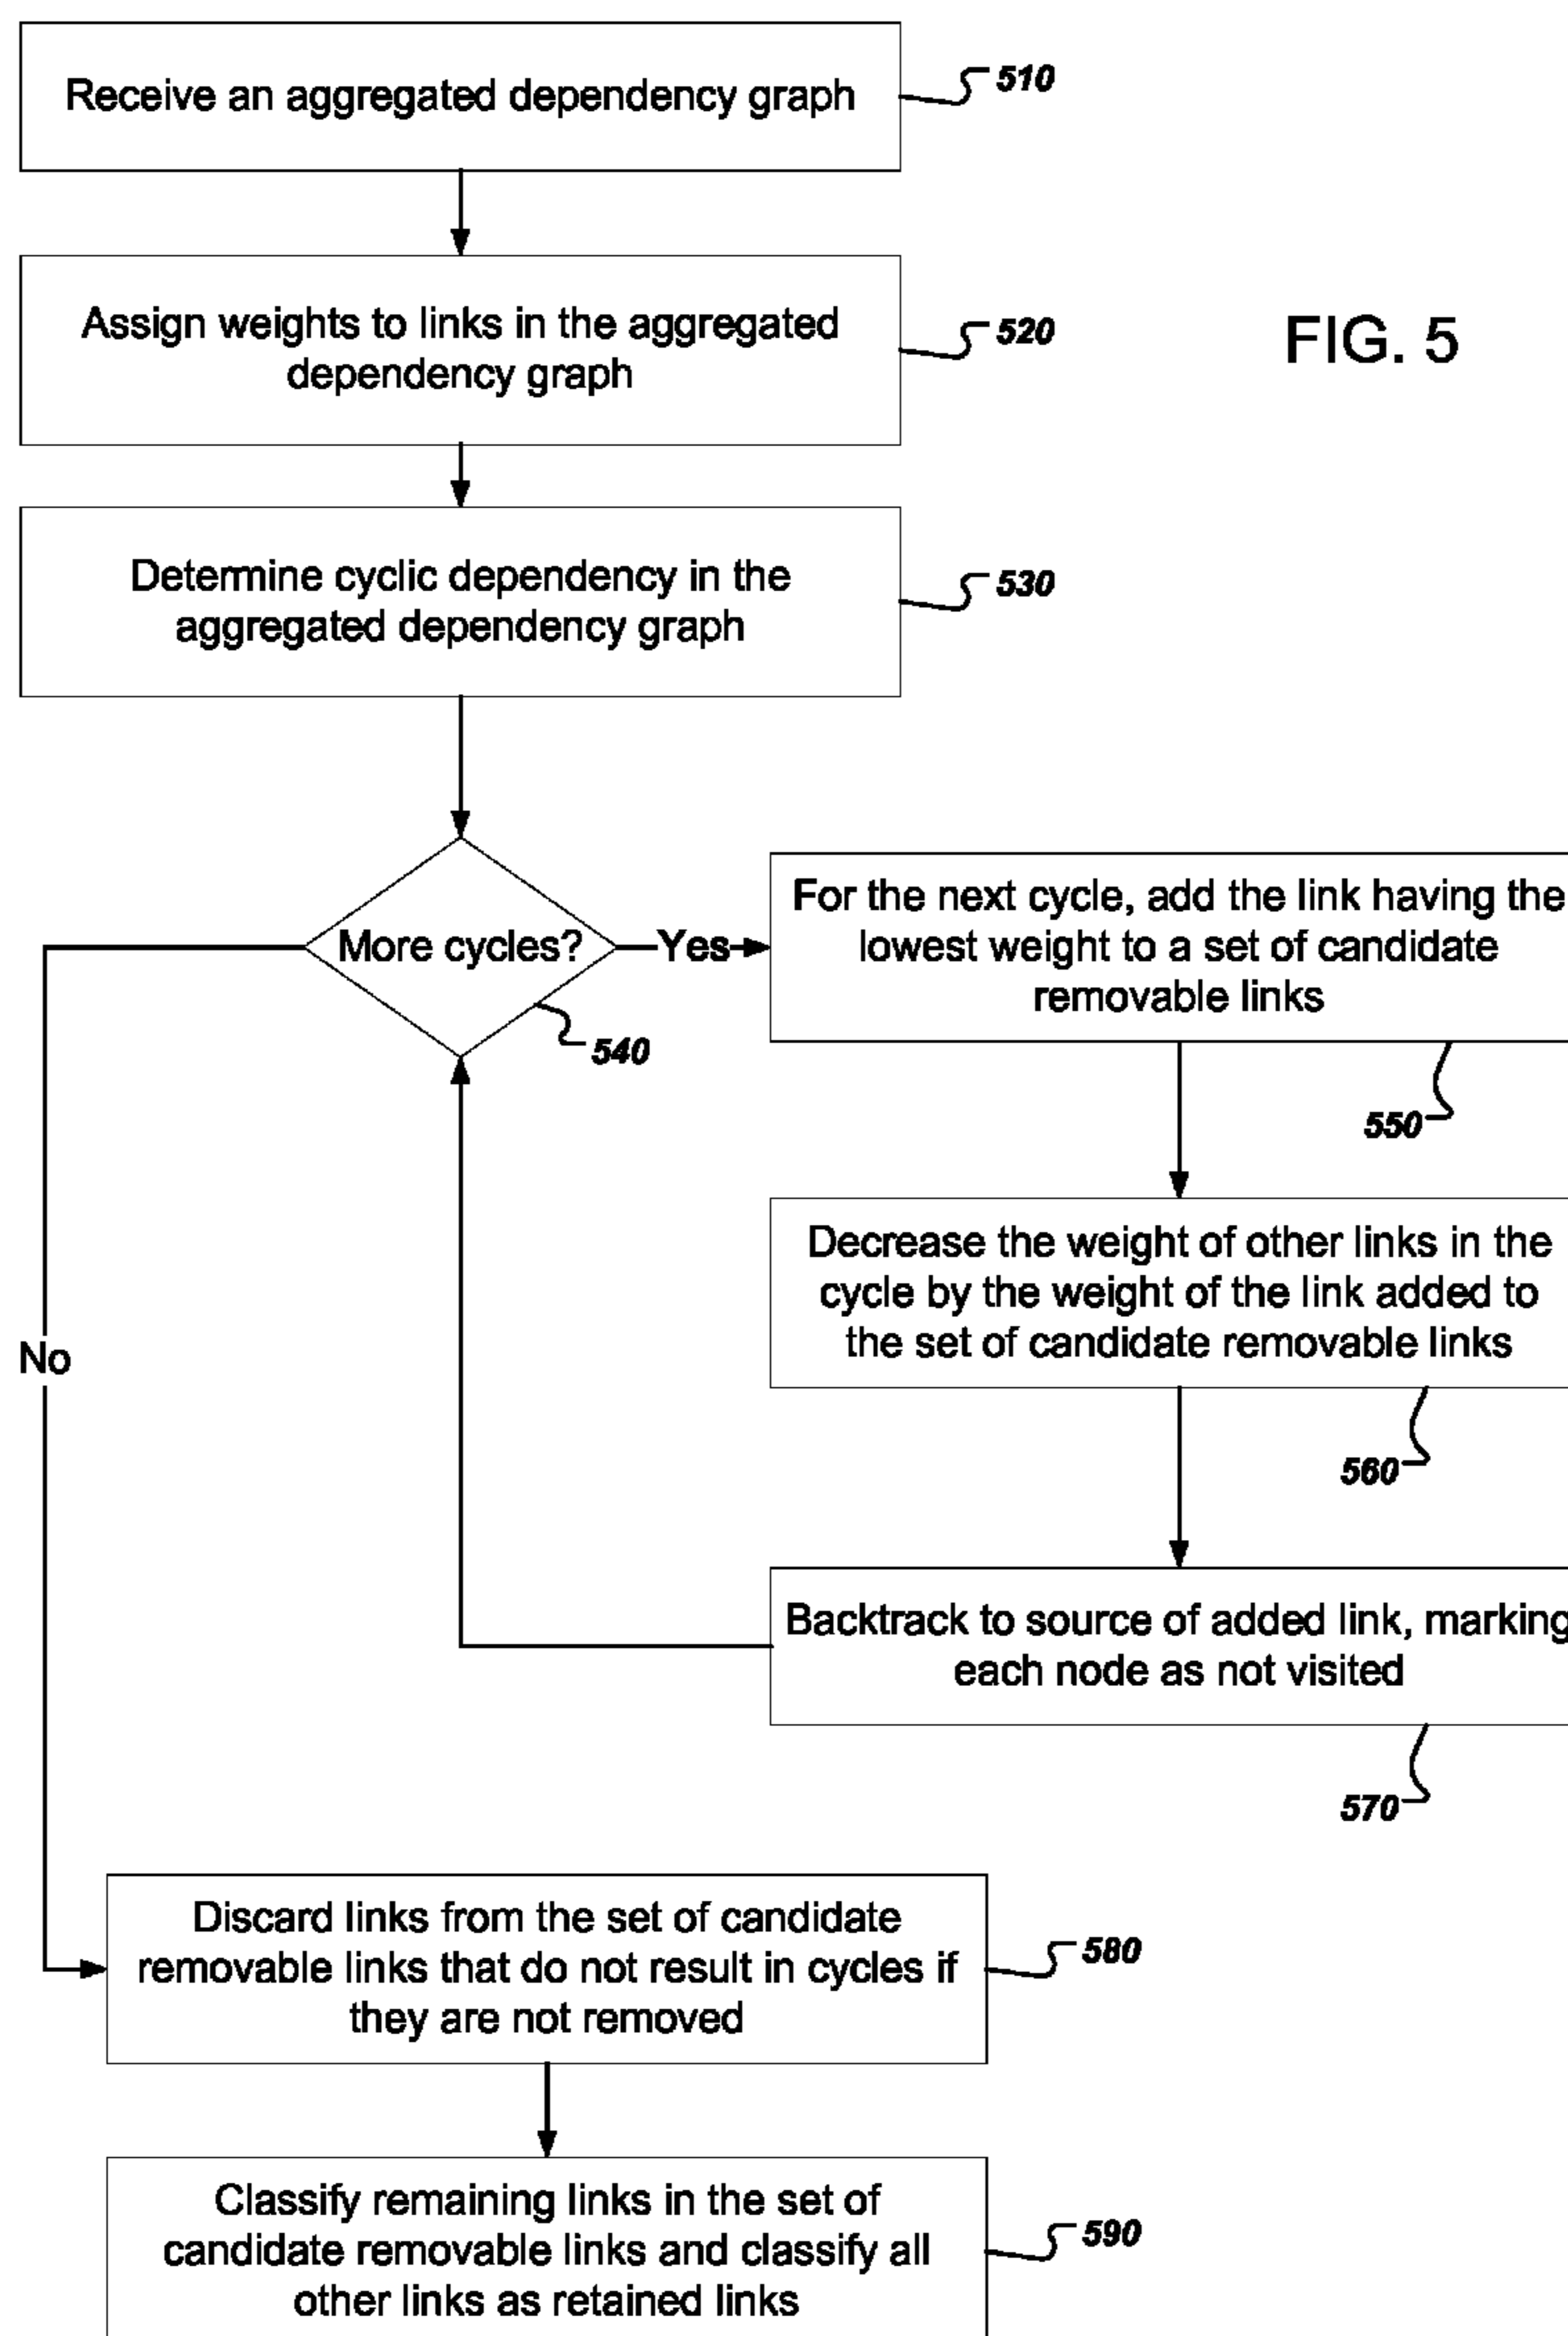 Receive an aggregated dependency graph
510
Assign weights to links in the aggregated
dependency graph
520
FIG. 5
Determine cyclic dependency in the
aggregated dependency graph
530
More cycles?
Yes
540
For the next cycle, add the link having the
lowest weight to a set of candidate
removable links
550
Decrease the weight of other links in the
cycle by the weight of the link added to
the set of candidate removable links
560
No
Backtrack to source of added link, marking
each node as not visited
570
Discard links from the set of candidate
removable links that do not result in cycles if
they are not removed
580
Classify remaining links in the set of
candidate removable links and classify all
other links as retained links
590